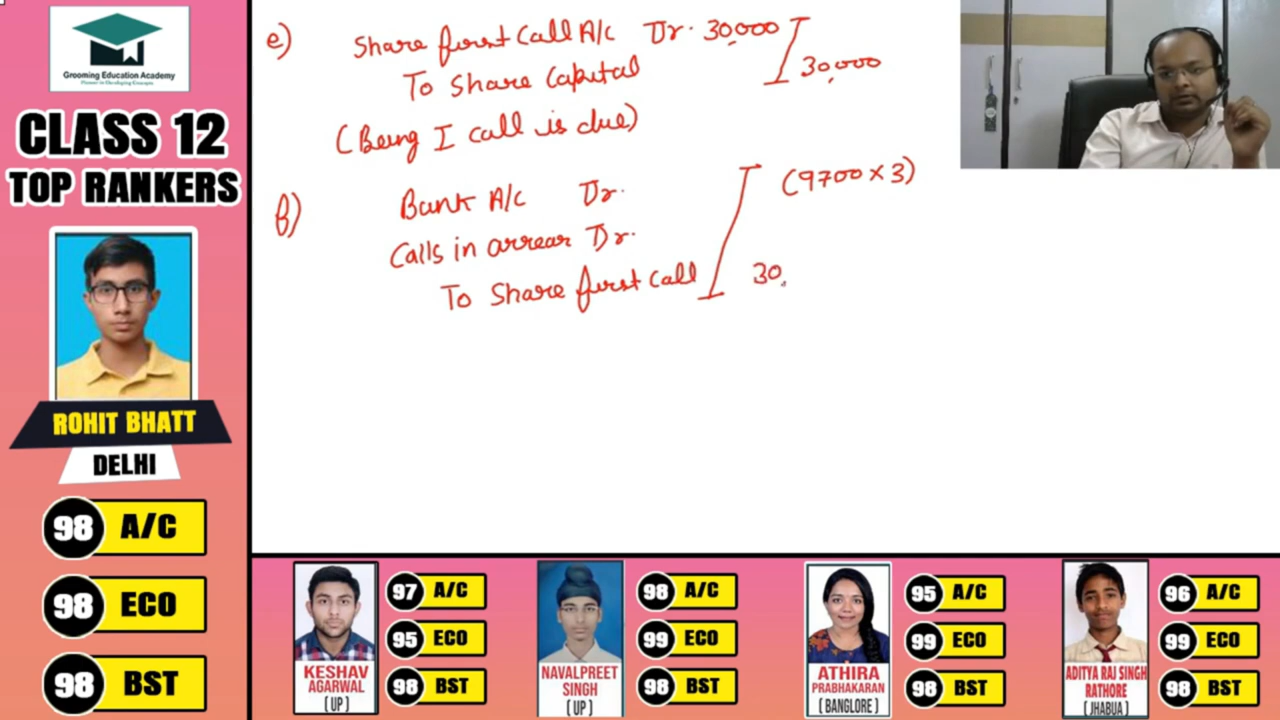 Grooming Education Academy
Pioneer in Developing Concepts
CLASS 12
TOP RANKERS
ROHIT BHATT
DELHI
98 A/C
98 ECO
98 BST
e) Share first Call A/c Dr. 30,000
To Share Capital 30,000
(Being I call is due)
f) Bank A/c Dr. (9700 × 3)
Calls in arrear Dr.
To Share first call 30,
97 A/C
95 ECO
98 BST
KESHAV
AGARWAL
(UP)
98 A/C
99 ECO
98 BST
NAVALPREET
SINGH
(UP)
95 A/C
99 ECO
98 BST
ATHIRA
PRABHAKARAN
(BANGLORE)
96 A/C
99 ECO
98 BST
ADITYA RAJ SINGH
RATHORE
(JHABUA)